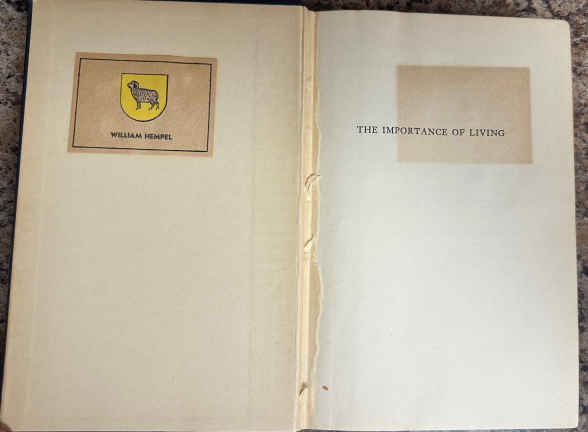 WILLIAM HEMPEL
THE IMPORTANCE OF LIVING